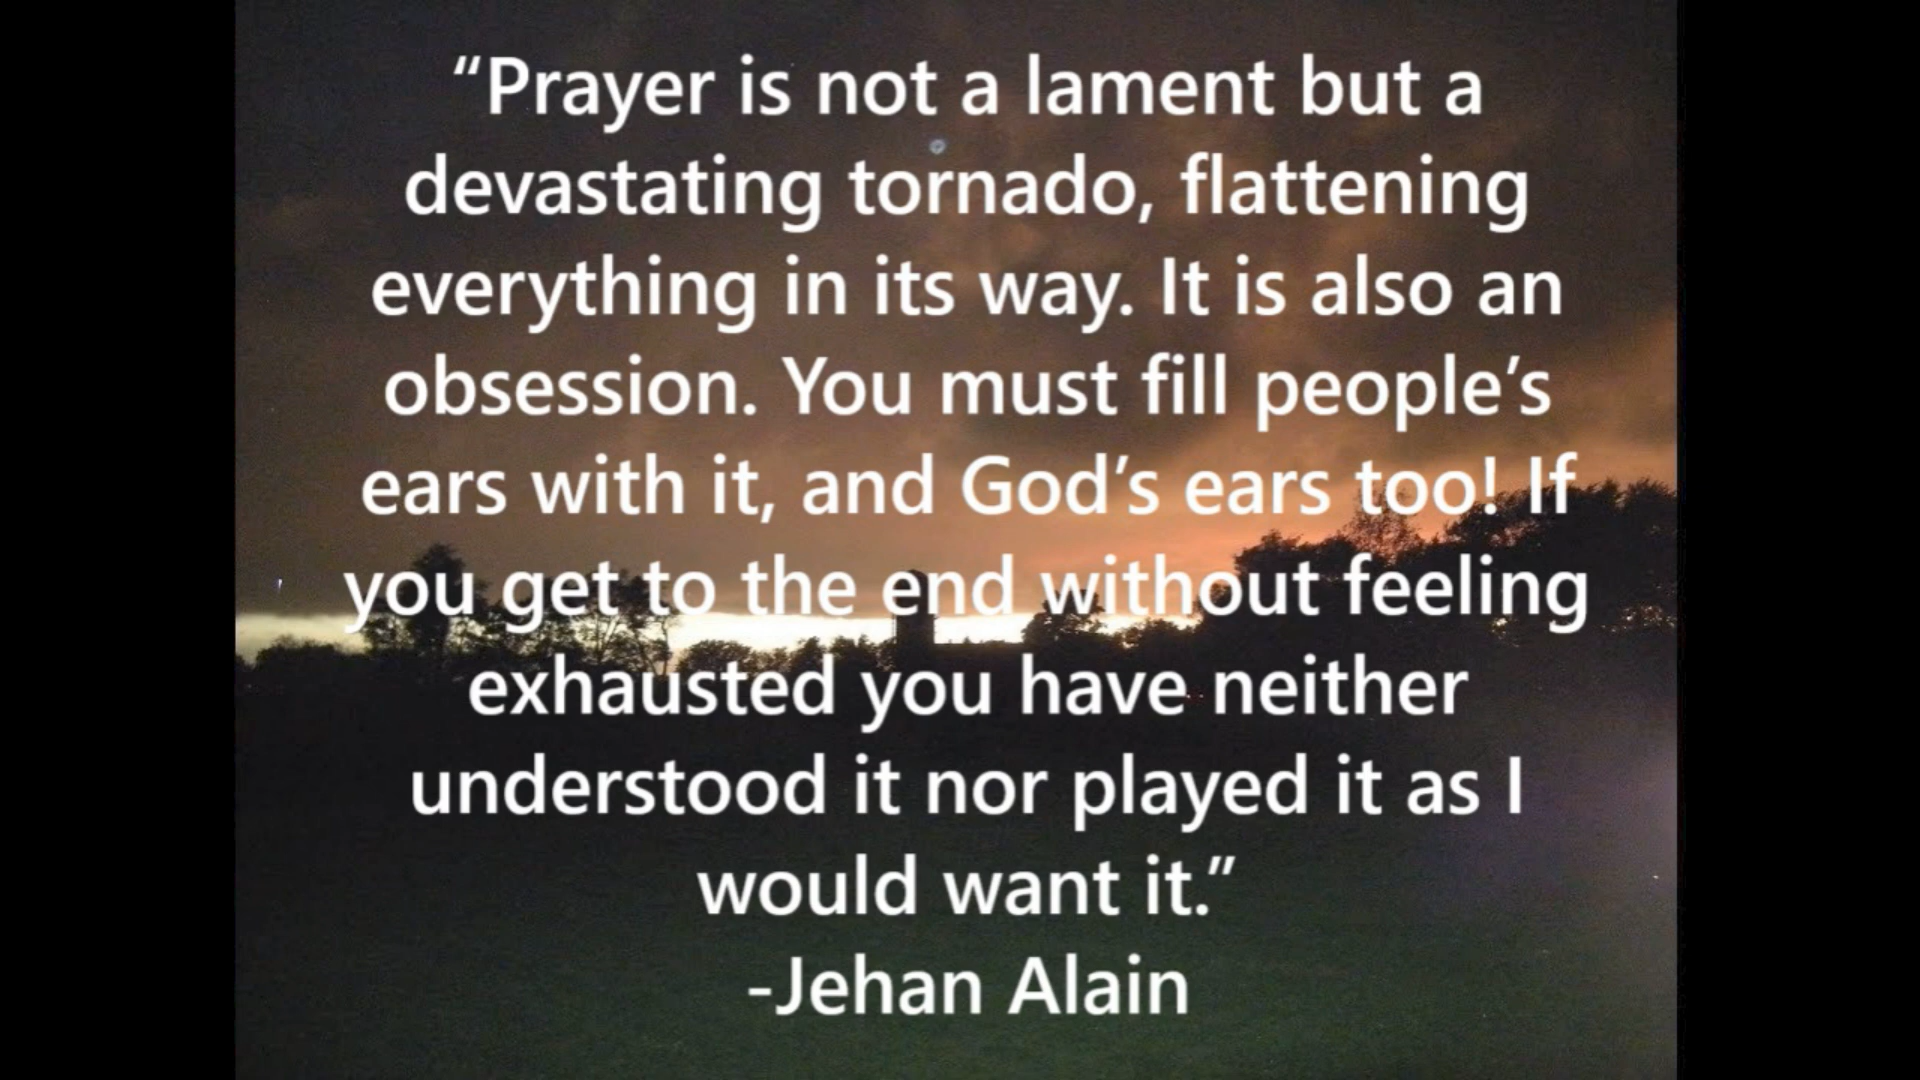 “Prayer is not a lament but a
devastating tornado, flattening
everything in its way. It is also an
obsession. You must fill people’s
ears with it, and God’s ears too! If
you get to the end without feeling
exhausted you have neither
understood it nor played it as I
would want it.”
-Jehan Alain